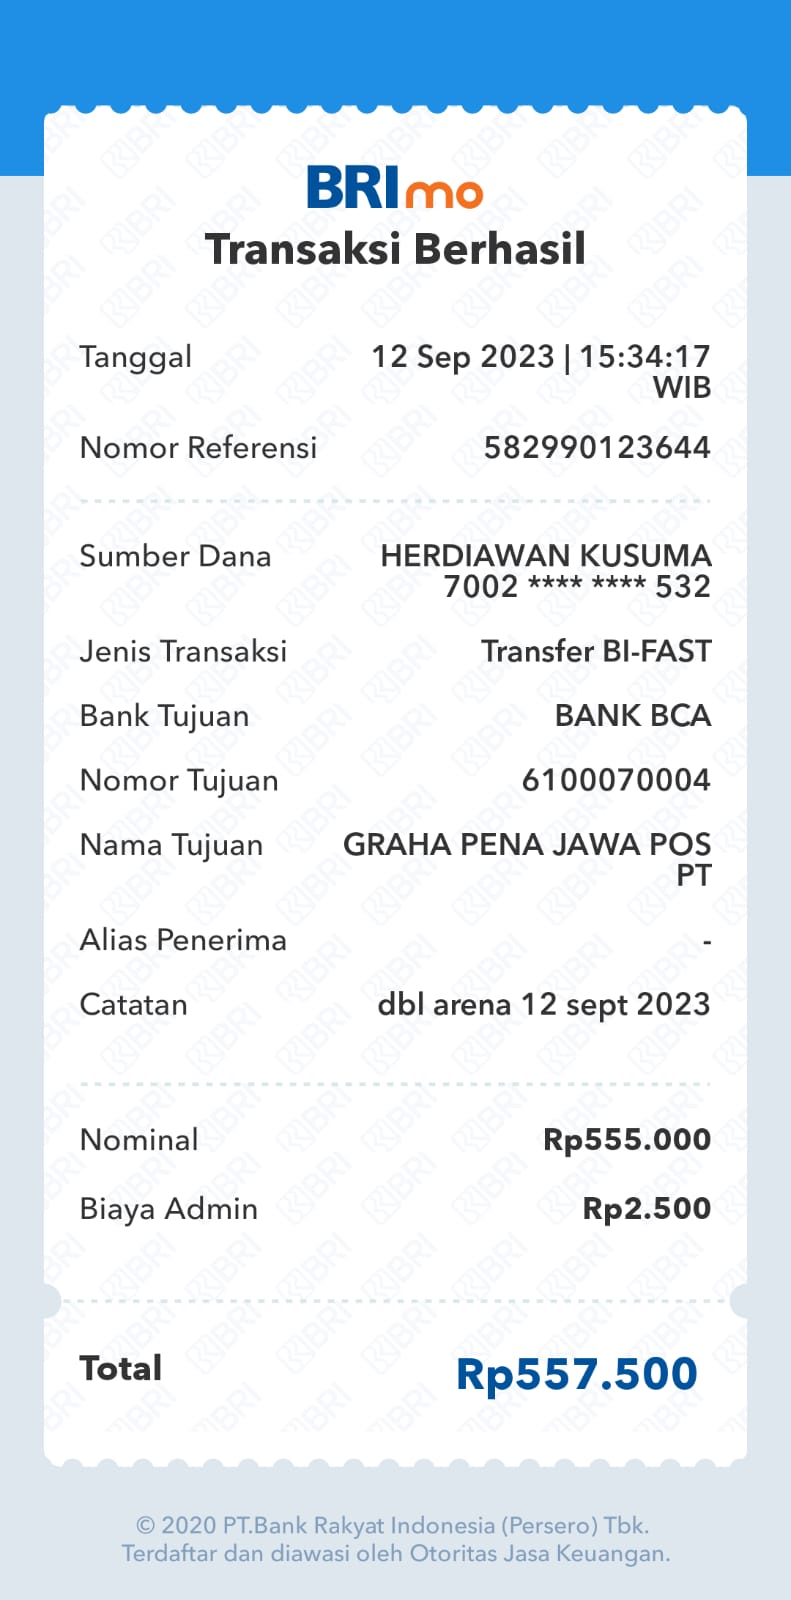 BRImo
Transaksi Berhasil
Tanggal 12 Sep 2023 | 15:34:17
WIB
Nomor Referensi 582990123644
Sumber Dana HERDIAWAN KUSUMA
7002 **** **** 532
Jenis Transaksi Transfer BI-FAST
Bank Tujuan BANK BCA
Nomor Tujuan 6100070004
Nama Tujuan GRAHA PENA JAWA POS
PT
Alias Penerima -
Catatan dbl arena 12 sept 2023
Nominal Rp555.000
Biaya Admin Rp2.500
Total Rp557.500
© 2020 PT.Bank Rakyat Indonesia (Persero) Tbk.
Terdaftar dan diawasi oleh Otoritas Jasa Keuangan.